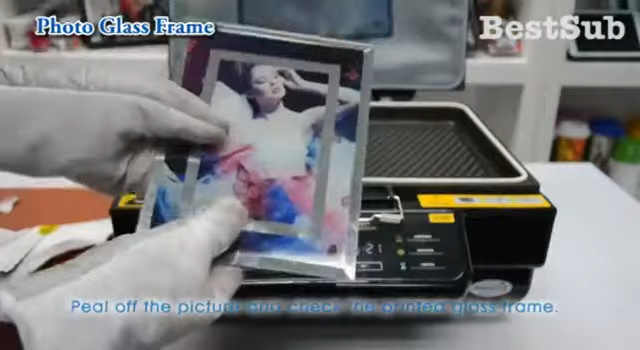 Photo Glass Frame
BestSub
Peal off the picture and check the printed glass frame.